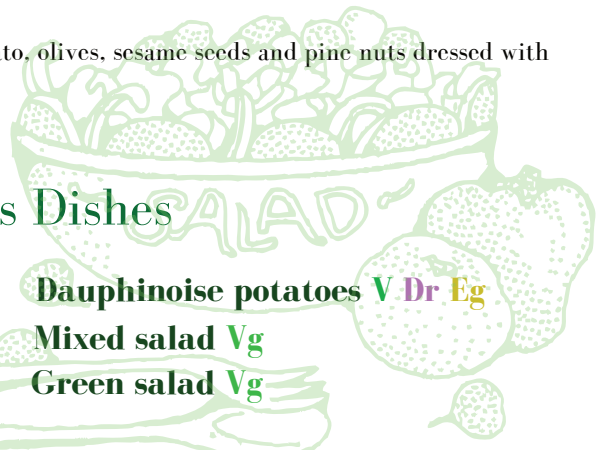 to, olives, sesame seeds and pine nuts dressed with
SALAD
s Dishes
Dauphinoise potatoes V Dr Eg
Mixed salad Vg
Green salad Vg